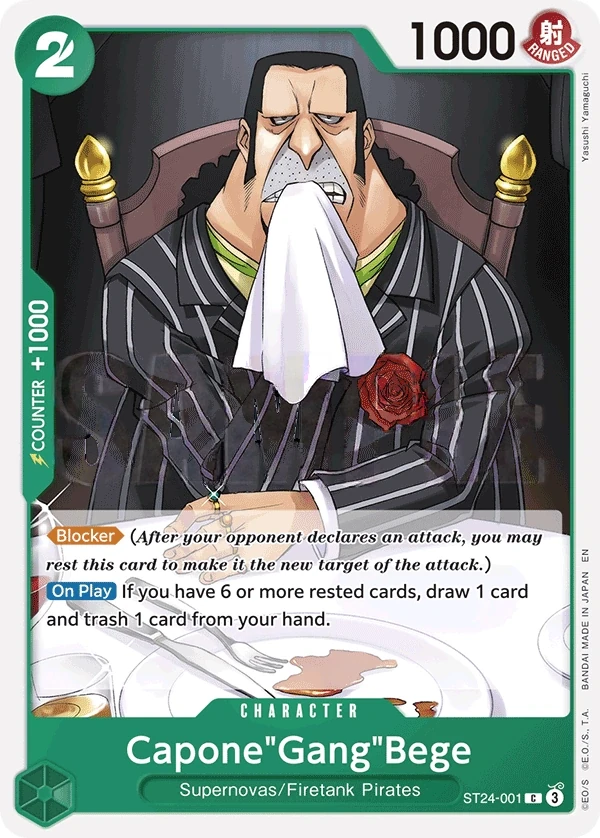 2
1000
射
RANGED
Yasushi Yamaguchi
COUNTER +1000
SAMPLE
Blocker (After your opponent declares an attack, you may
rest this card to make it the new target of the attack.)
On Play If you have 6 or more rested cards, draw 1 card
and trash 1 card from your hand.
CHARACTER
Capone"Gang"Bege
Supernovas/Firetank Pirates
ST24-001 C 3
©E.O./S ©E.O./S., T.A. BANDAI MADE IN JAPAN EN